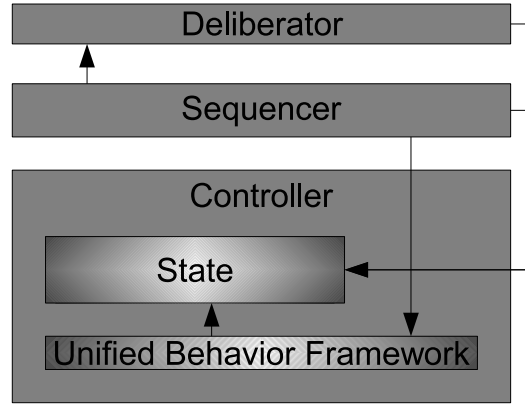 Deliberator
Sequencer
Controller
State
Unified Behavior Framework